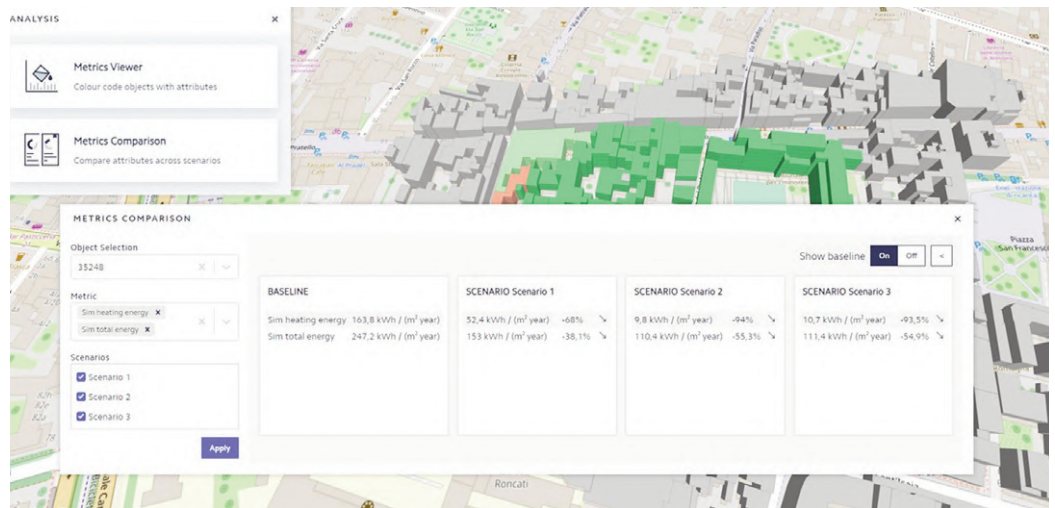 ANALYSIS ×
Metrics Viewer
Colour code objects with attributes
Metrics Comparison
Compare attributes across scenarios
Pratello
METRICS COMPARISON ×
Object Selection
35248
Metric
Sim heating energy ×
Sim total energy ×
Scenarios
Scenario 1
Scenario 2
Scenario 3
Apply
Show baseline On Off <
BASELINE
Sim heating energy 163,8 kWh / (m² year)
Sim total energy 247,2 kWh / (m² year)
SCENARIO Scenario 1
52,4 kWh / (m² year) -68% ↘
153 kWh / (m² year) -38,1% ↘
SCENARIO Scenario 2
9,8 kWh / (m² year) -94% ↘
110,4 kWh / (m² year) -55,3% ↘
SCENARIO Scenario 3
10,7 kWh / (m² year) -93,5% ↘
111,4 kWh / (m² year) -54,9% ↘
Piazza
San Francesco
82a
78
Roncati